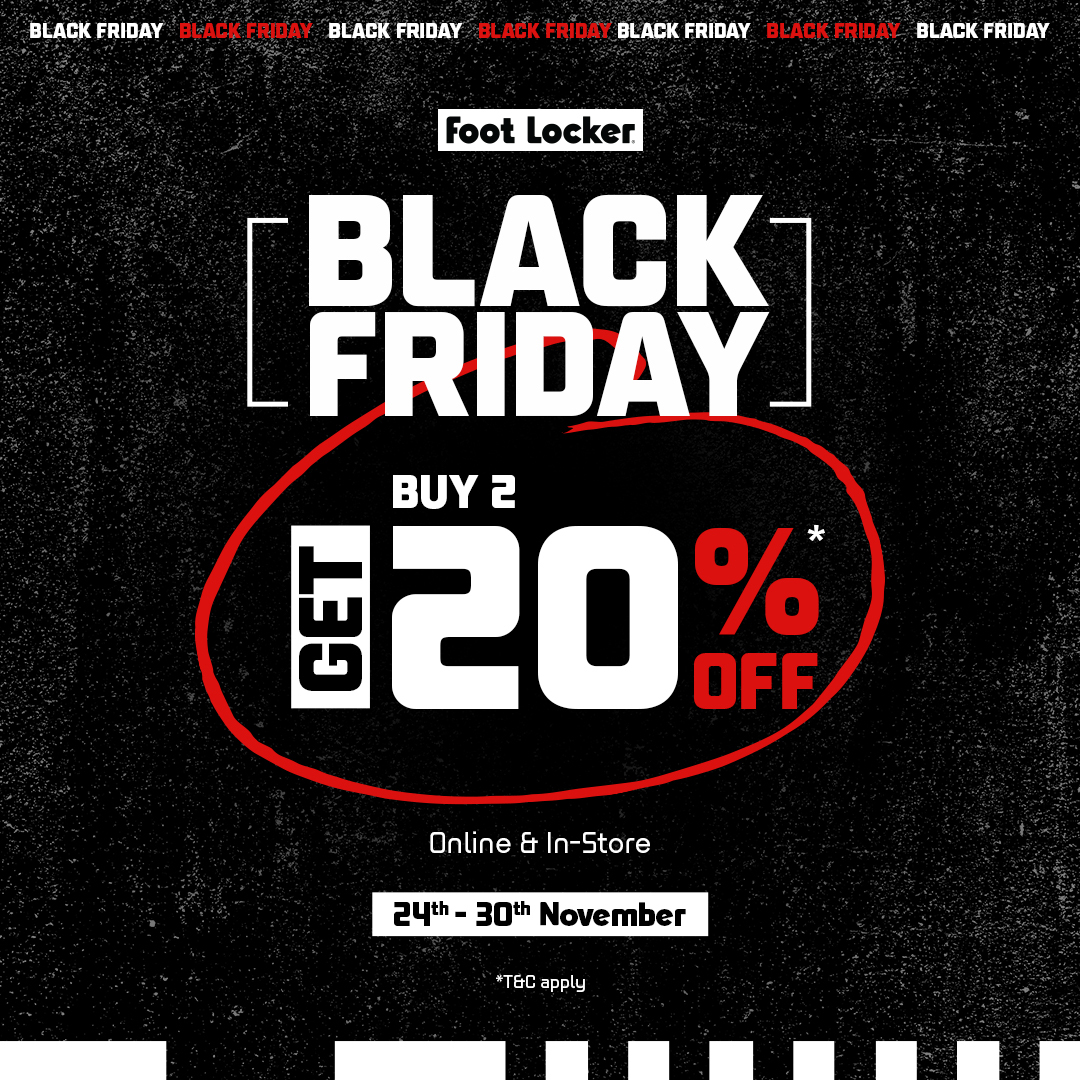 BLACK FRIDAY BLACK FRIDAY BLACK FRIDAY BLACK FRIDAY BLACK FRIDAY BLACK FRIDAY BLACK FRIDAY
Foot Locker
BLACK
FRIDAY
BUY 2
GET 20%*
OFF
Online & In-Store
24th - 30th November
*T&C apply